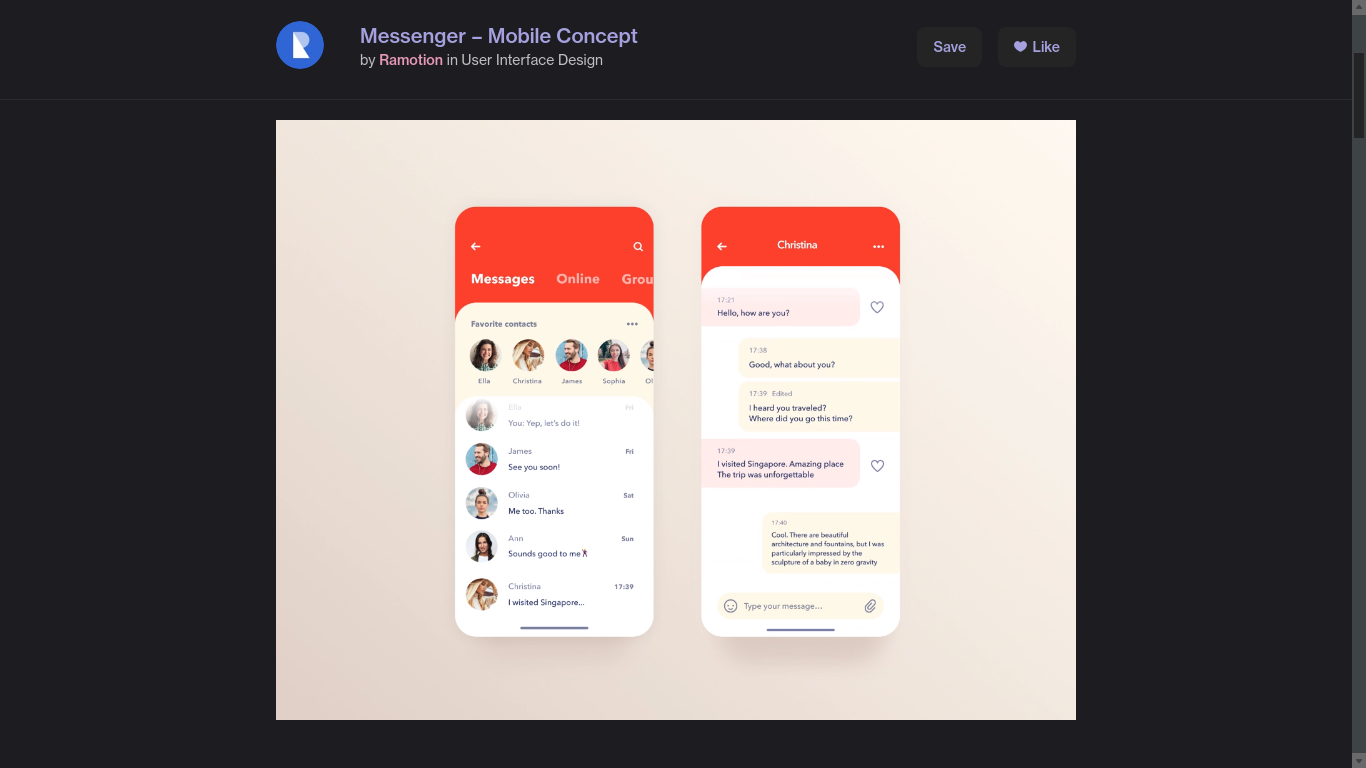 Messenger – Mobile Concept
by Ramotion in User Interface Design
Save
Like
Messages Online Grou
Favorite contacts
Ella Christina James Sophia Ol
Ella Fri
You: Yep, let's do it!
James Fri
See you soon!
Olivia Sat
Me too. Thanks
Ann Sun
Sounds good to me
Christina 17:39
I visited Singapore...
Christina
17:21
Hello, how are you?
17:38
Good, what about you?
17:39 Edited
I heard you traveled?
Where did you go this time?
17:39
I visited Singapore. Amazing place
The trip was unforgettable
17:40
Cool. There are beautiful
architecture and fountains, but I was
particularly impressed by the
sculpture of a baby in zero gravity
Type your message...